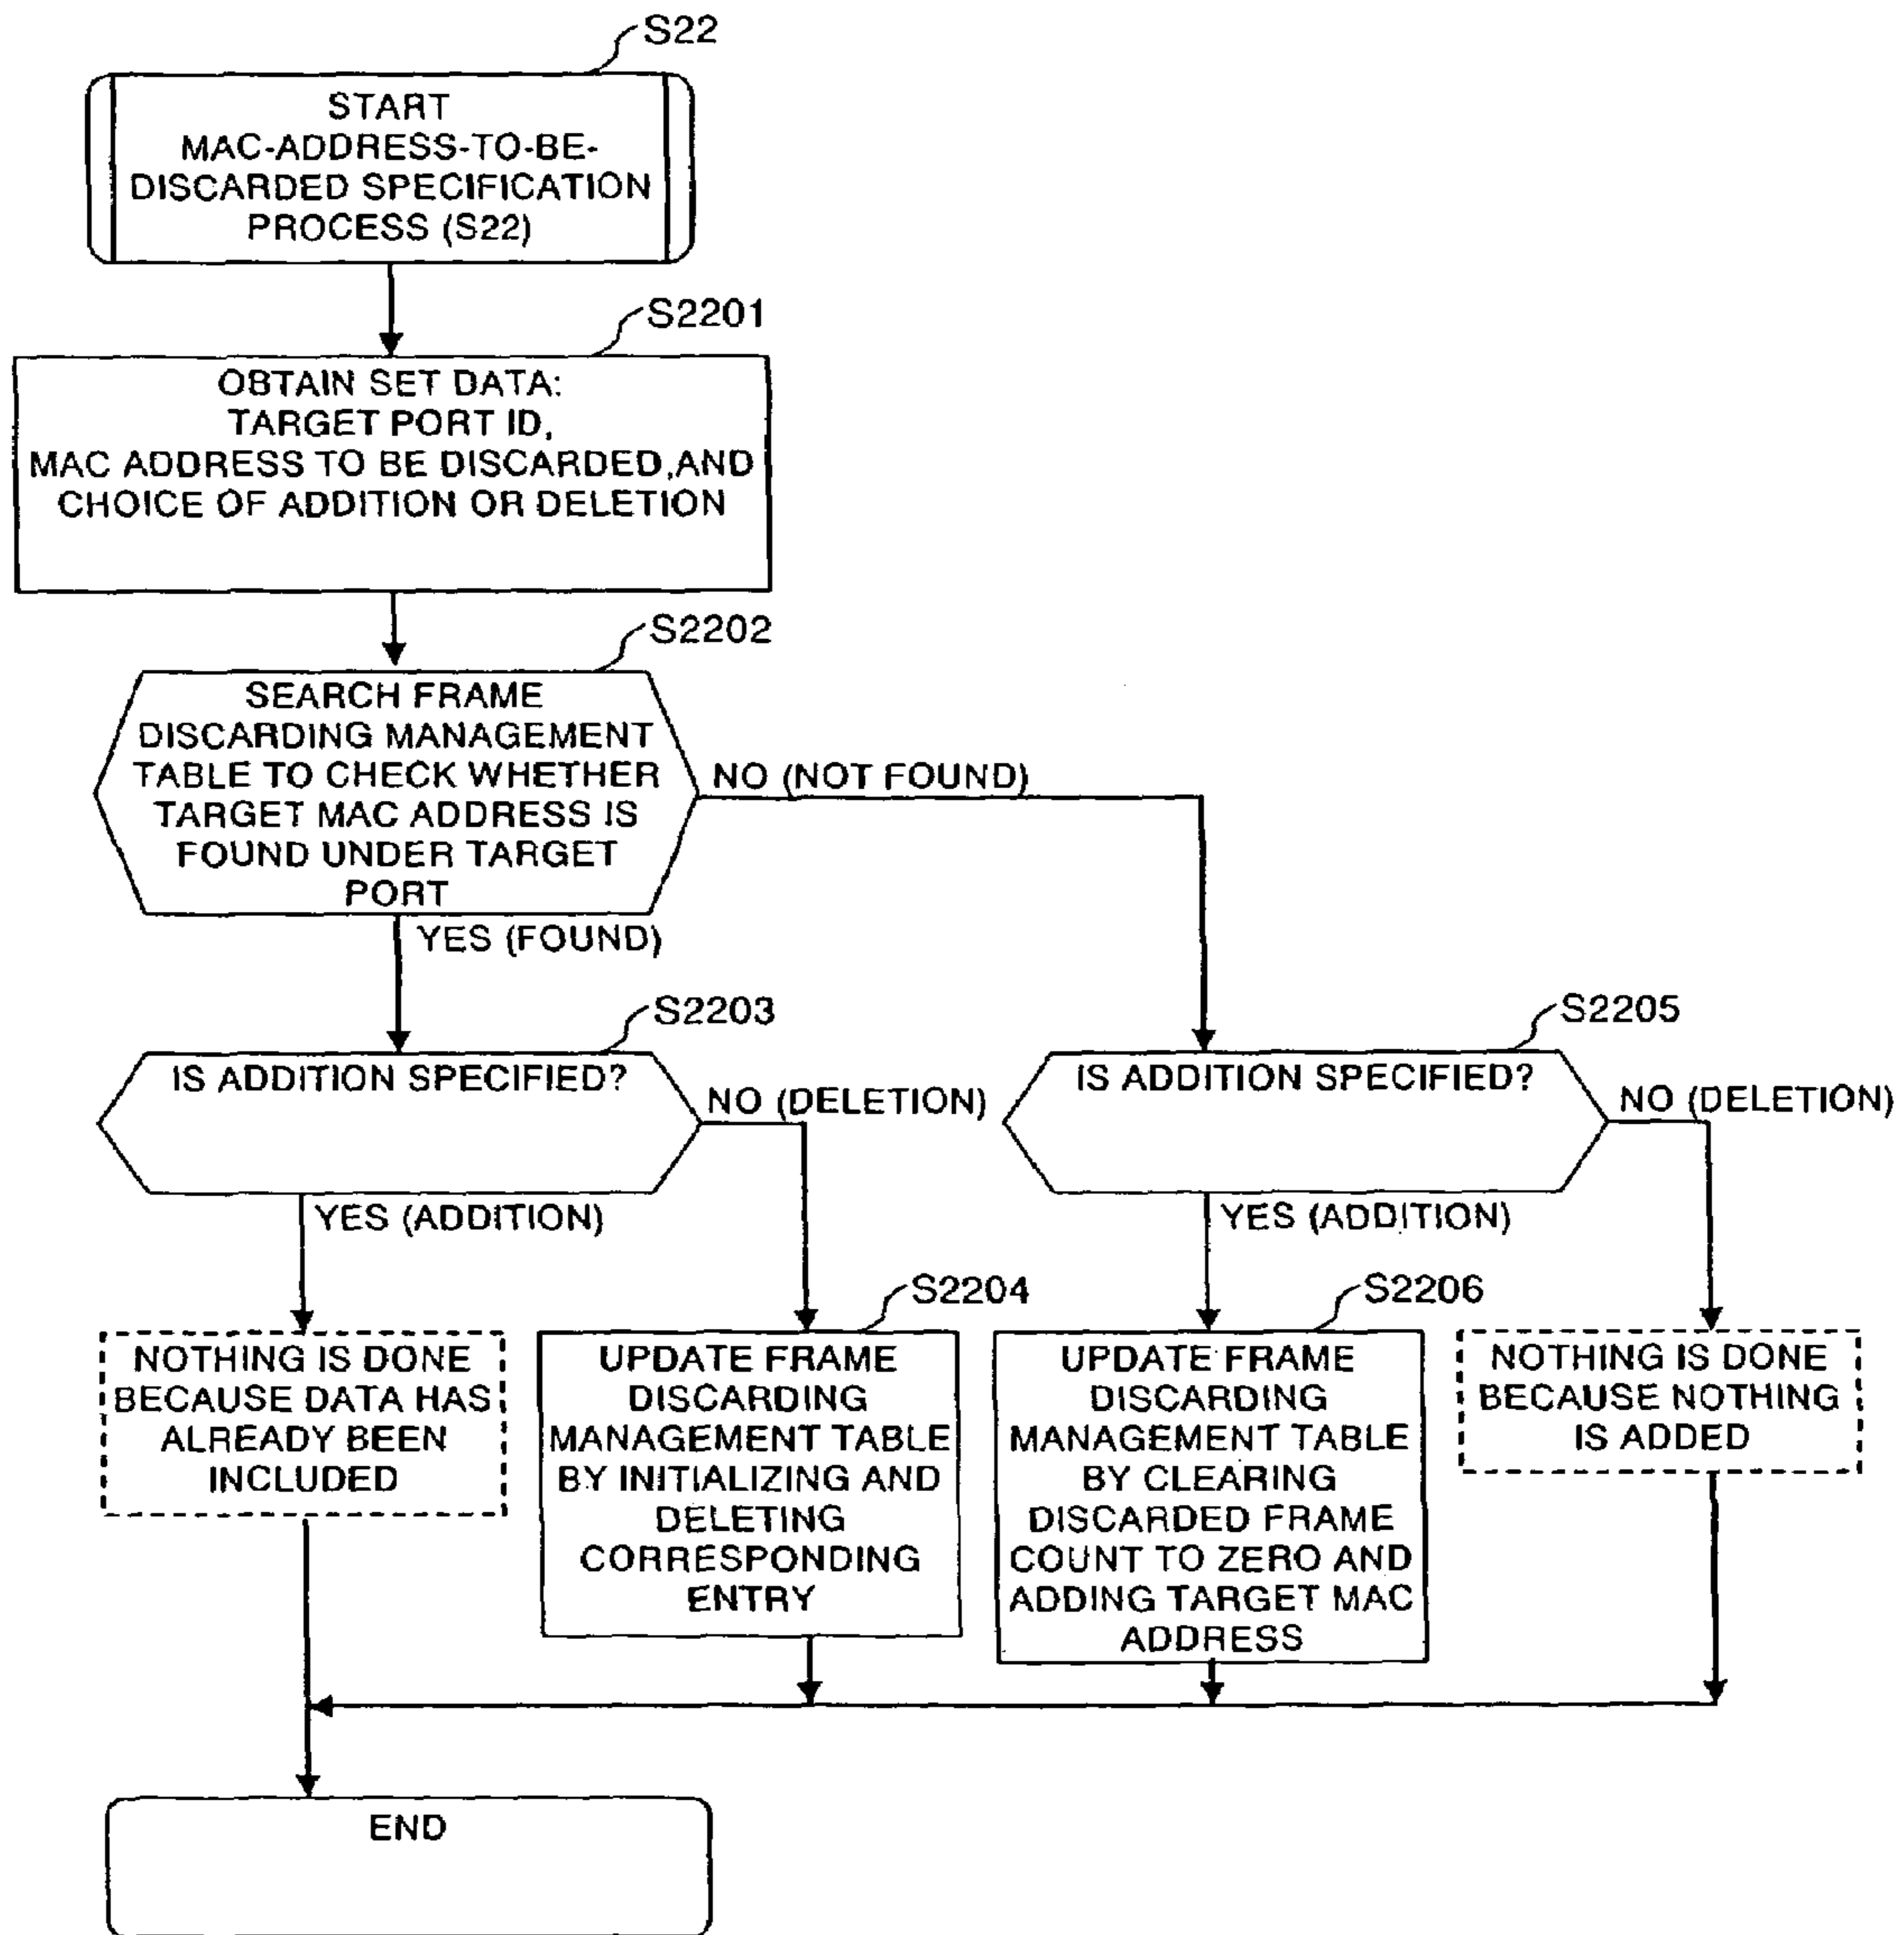 S22
START
MAC-ADDRESS-TO-BE-
DISCARDED SPECIFICATION
PROCESS (S22)
S2201
OBTAIN SET DATA:
TARGET PORT ID,
MAC ADDRESS TO BE DISCARDED,AND
CHOICE OF ADDITION OR DELETION
S2202
SEARCH FRAME
DISCARDING MANAGEMENT
TABLE TO CHECK WHETHER
TARGET MAC ADDRESS IS
FOUND UNDER TARGET
PORT
NO (NOT FOUND)
YES (FOUND)
S2203
IS ADDITION SPECIFIED?
NO (DELETION)
YES (ADDITION)
S2205
IS ADDITION SPECIFIED?
NO (DELETION)
YES (ADDITION)
NOTHING IS DONE
BECAUSE DATA HAS
ALREADY BEEN
INCLUDED
S2204
UPDATE FRAME
DISCARDING
MANAGEMENT TABLE
BY INITIALIZING AND
DELETING
CORRESPONDING
ENTRY
S2206
UPDATE FRAME
DISCARDING
MANAGEMENT TABLE
BY CLEARING
DISCARDED FRAME
COUNT TO ZERO AND
ADDING TARGET MAC
ADDRESS
NOTHING IS DONE
BECAUSE NOTHING
IS ADDED
END